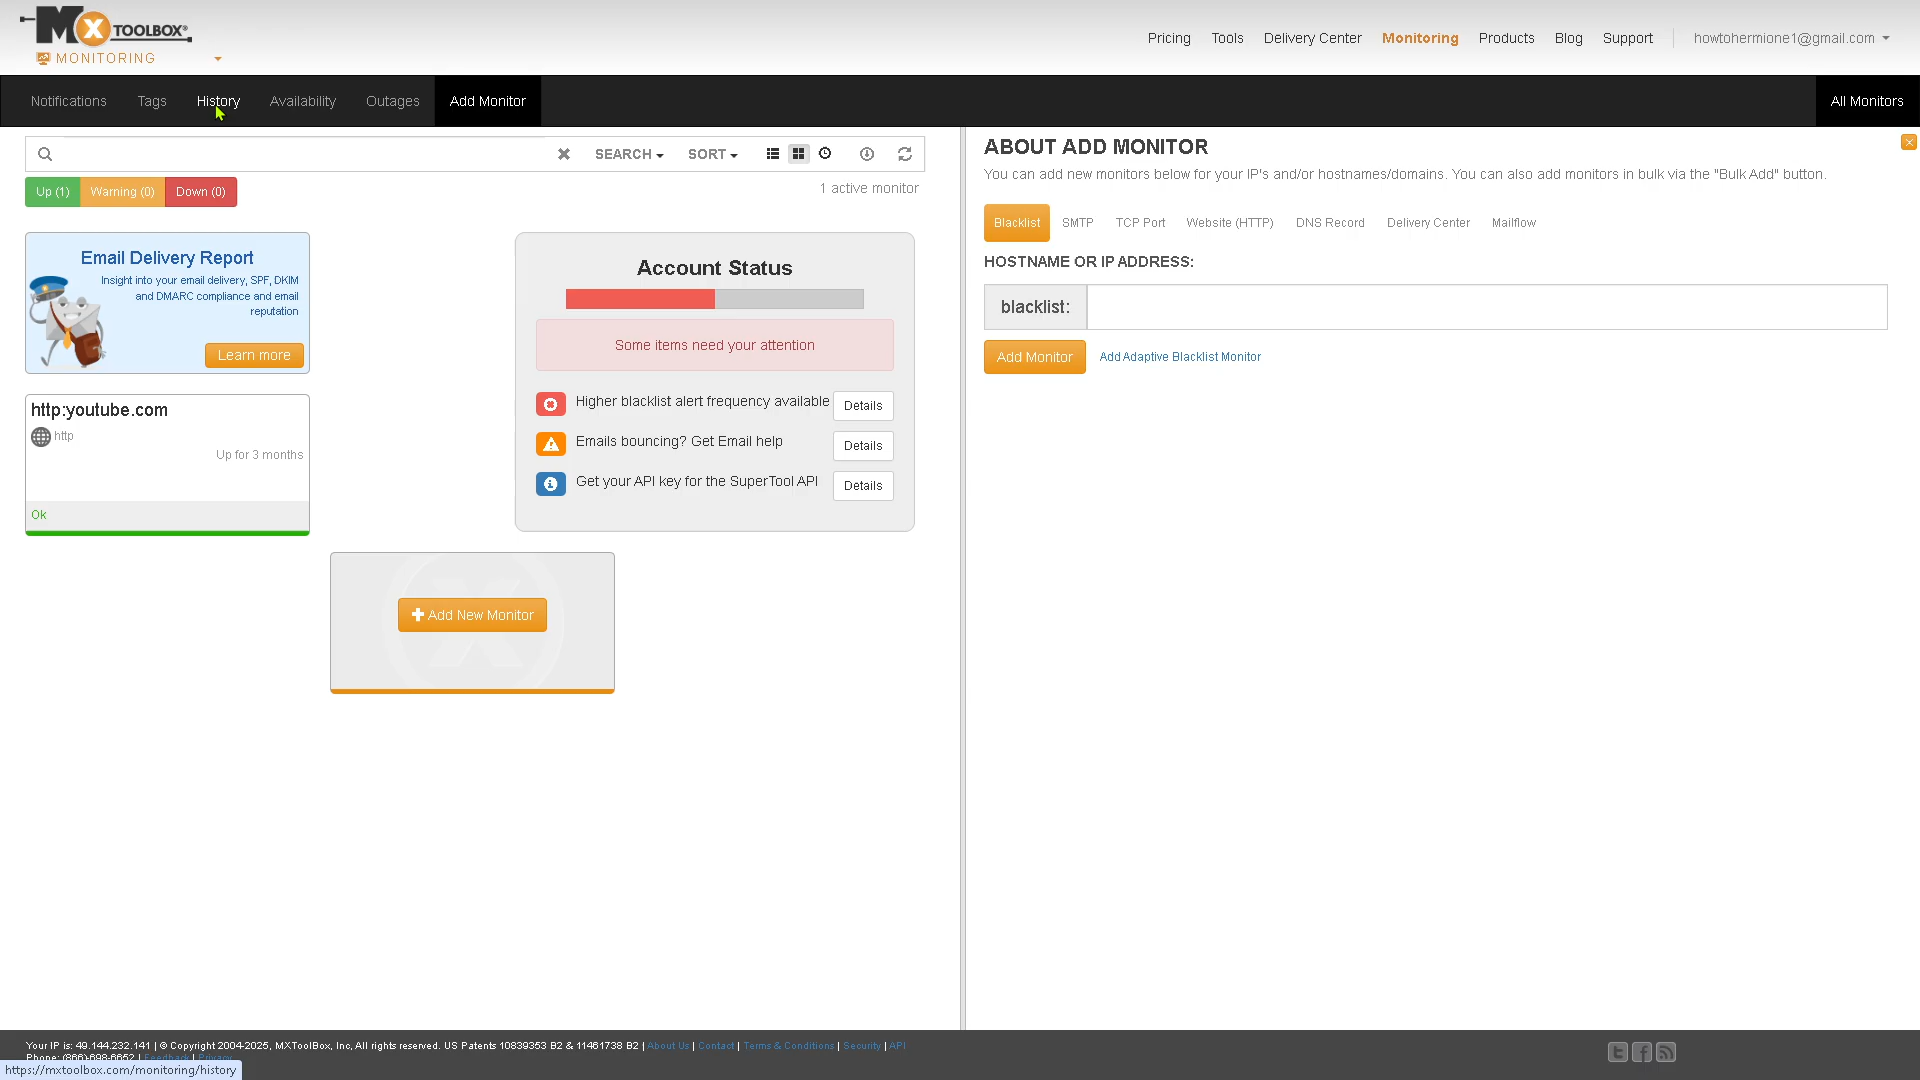 MX TOOLBOX®
MONITORING
Pricing Tools Delivery Center Monitoring Products Blog Support howtohermione1@gmail.com
Notifications Tags History Availability Outages Add Monitor All Monitors
SEARCH SORT
Up (1) Warning (0) Down (0) 1 active monitor
Email Delivery Report
Insight into your email delivery, SPF, DKIM
and DMARC compliance and email
reputation
Learn more
http:youtube.com
http
Up for 3 months
Ok
Account Status
Some items need your attention
Higher blacklist alert frequency available Details
Emails bouncing? Get Email help Details
Get your API key for the SuperTool API Details
Add New Monitor
ABOUT ADD MONITOR
You can add new monitors below for your IP's and/or hostnames/domains. You can also add monitors in bulk via the "Bulk Add" button.
Blacklist SMTP TCP Port Website (HTTP) DNS Record Delivery Center Mailflow
HOSTNAME OR IP ADDRESS:
blacklist:
Add Monitor Add Adaptive Blacklist Monitor
Your IP is: 49.144.232.141 | © Copyright 2004-2025, MXToolBox, Inc, All rights reserved. US Patents 10839353 B2 & 11461738 B2 | About Us | Contact | Terms & Conditions | Security | API
Phone: (866)-698-6652 | Feedback | Privacy
https://mxtoolbox.com/monitoring/history